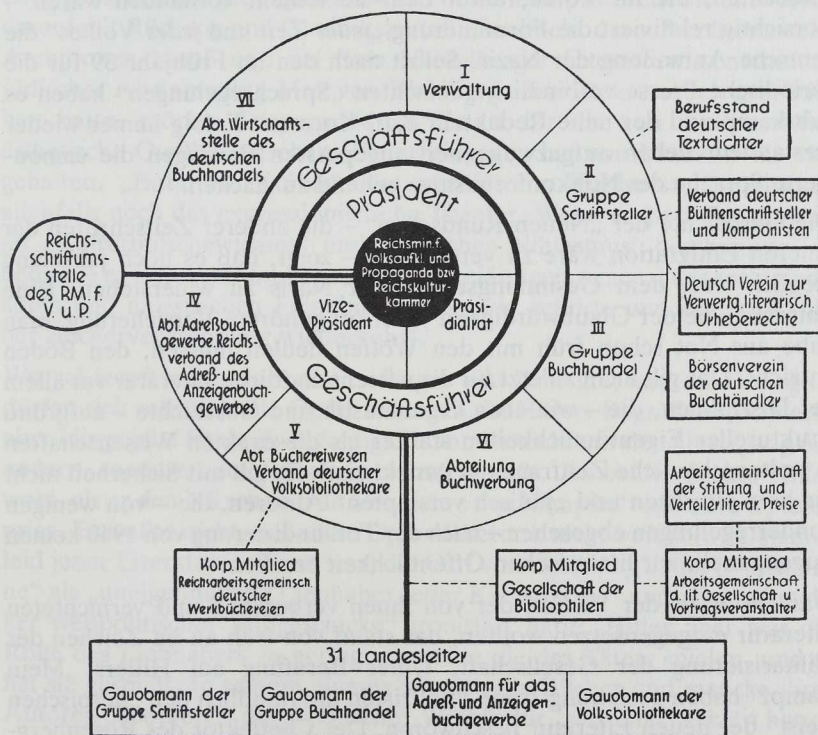 I
Verwaltung
VII
Abt. Wirtschafts-
stelle des
deutschen
Buchhandels
Geschäftsführer
Präsident
Reichsmin.f.
Volksaufkl. und
Propaganda bzw
Reichskultur-
kammer
Vize-
Präsident
Präsi-
dialrat
Geschäftsführer
Reichs-
schriftums-
stelle
des RM. f.
V. u P.
II
Gruppe
Schriftsteller
Berufsstand
deutscher
Textdichter
Verband deutscher
Bühnenschriftsteller
und Komponisten
Deutsch Verein zur
Verwertg. literarisch.
Urheberrechte
IV
Abt. Adreßbuch-
gewerbe. Reichs-
verband des
Adreß- und
Anzeigenbuch-
gewerbes
III
Gruppe
Buchhandel
Börsenverein
der deutschen
Buchhändler
V
Abt. Büchereiwesen
Verband deutscher
Volksbibliothekare
VI
Abteilung
Buchwerbung
Arbeitsgemeinschaft
der Stiftung und
Verteiler literär. Preise
Korp Mitglied
Reichsarbeitsgemeinsch.
deutscher
Werkbüchereien
Korp Mitglied
Gesellschaft der
Bibliophilen
Korp Mitglied
Arbeitsgemeinschaft
d. lit. Gesellschaft u
Vortragsveranstalter
31 Landesleiter
Gauobmann der
Gruppe Schriftsteller
Gauobmann der
Gruppe Buchhandel
Gauobmann für das
Adreß- und Anzeigen-
buchgewerbe
Gauobmann der
Volksbibliothekare